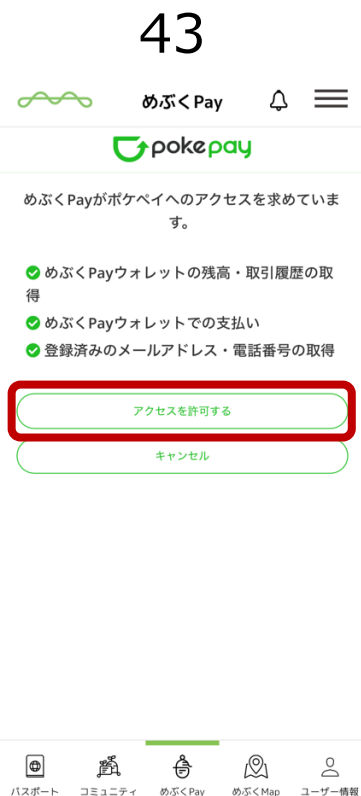 43
めぶくPay
pokepay
めぶくPayがポケペイへのアクセスを求めていま
す。
めぶくPayウォレットの残高・取引履歴の取
得
めぶくPayウォレットでの支払い
登録済みのメールアドレス・電話番号の取得
アクセスを許可する
キャンセル
パスポート コミュニティ めぶくPay めぶくMap ユーザー情報